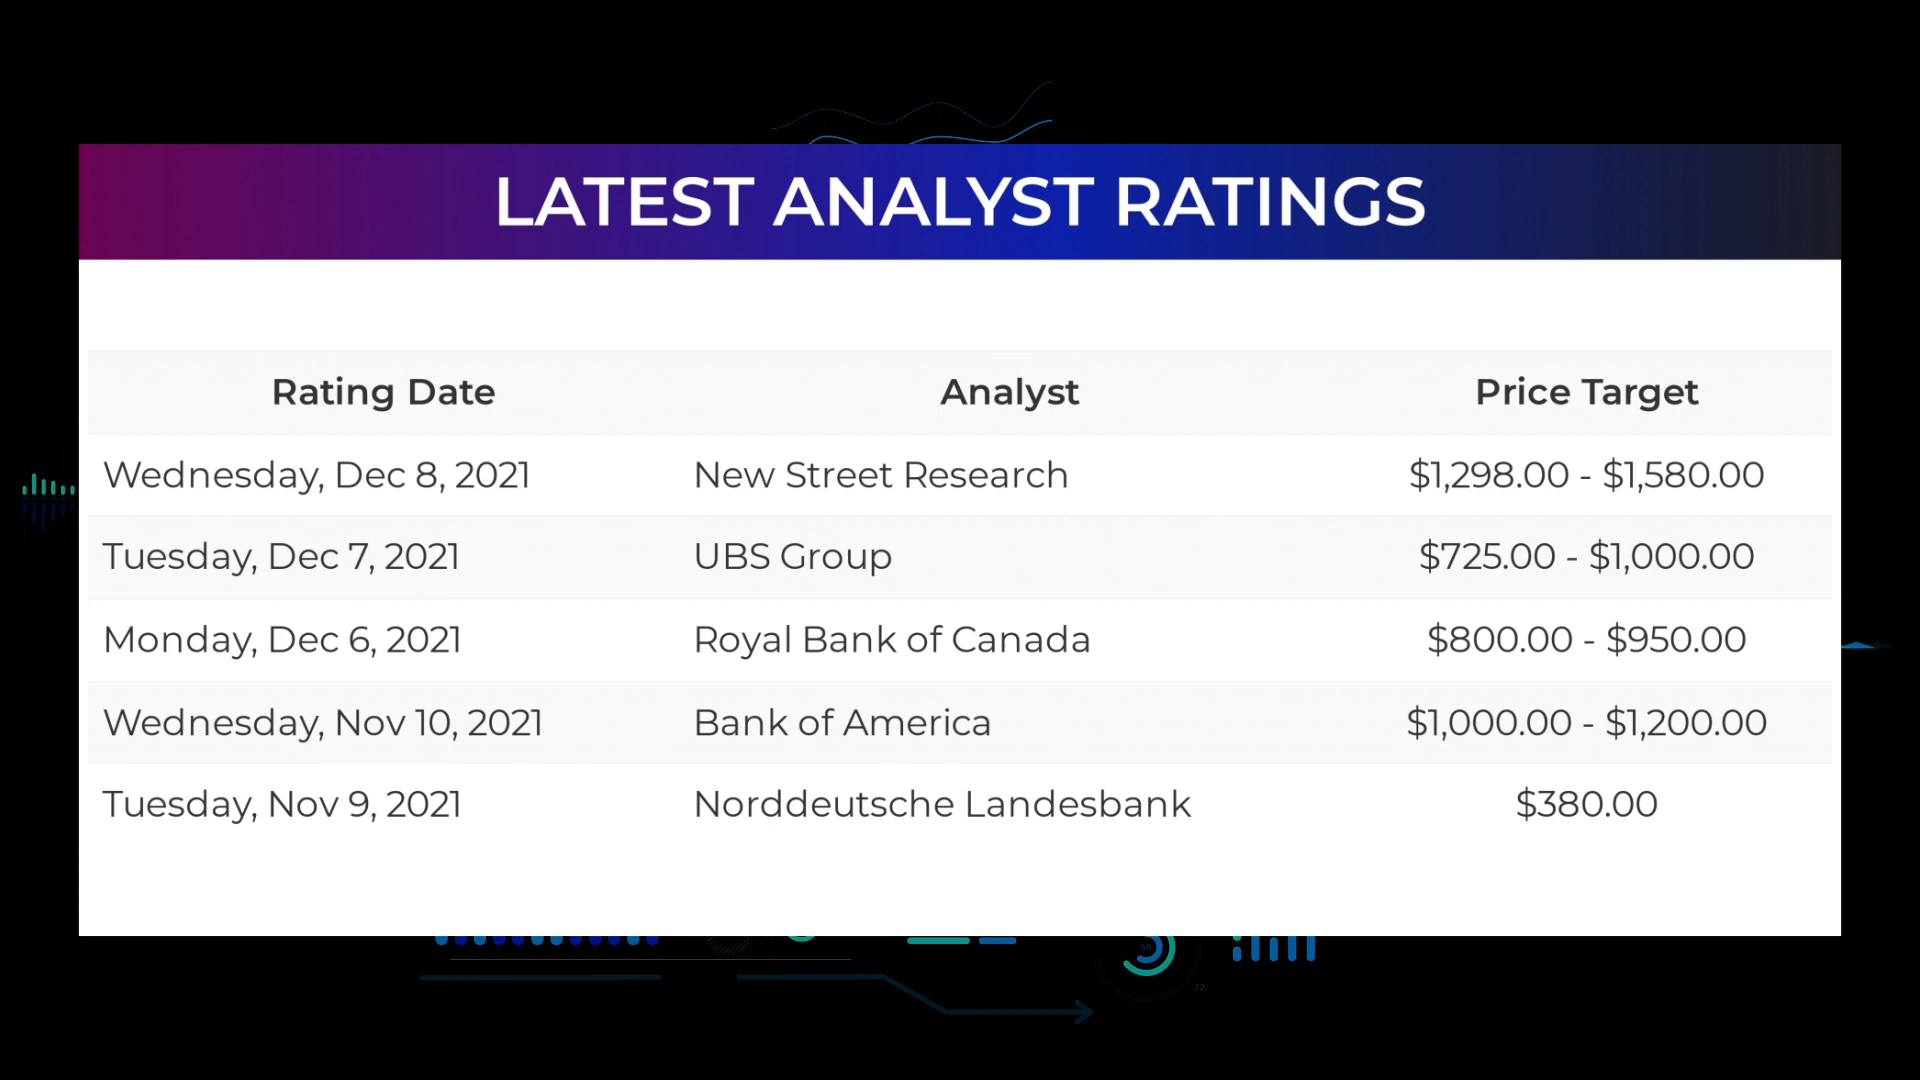 LATEST ANALYST RATINGS
Rating Date Analyst Price Target
Wednesday, Dec 8, 2021 New Street Research $1,298.00 - $1,580.00
Tuesday, Dec 7, 2021 UBS Group $725.00 - $1,000.00
Monday, Dec 6, 2021 Royal Bank of Canada $800.00 - $950.00
Wednesday, Nov 10, 2021 Bank of America $1,000.00 - $1,200.00
Tuesday, Nov 9, 2021 Norddeutsche Landesbank $380.00